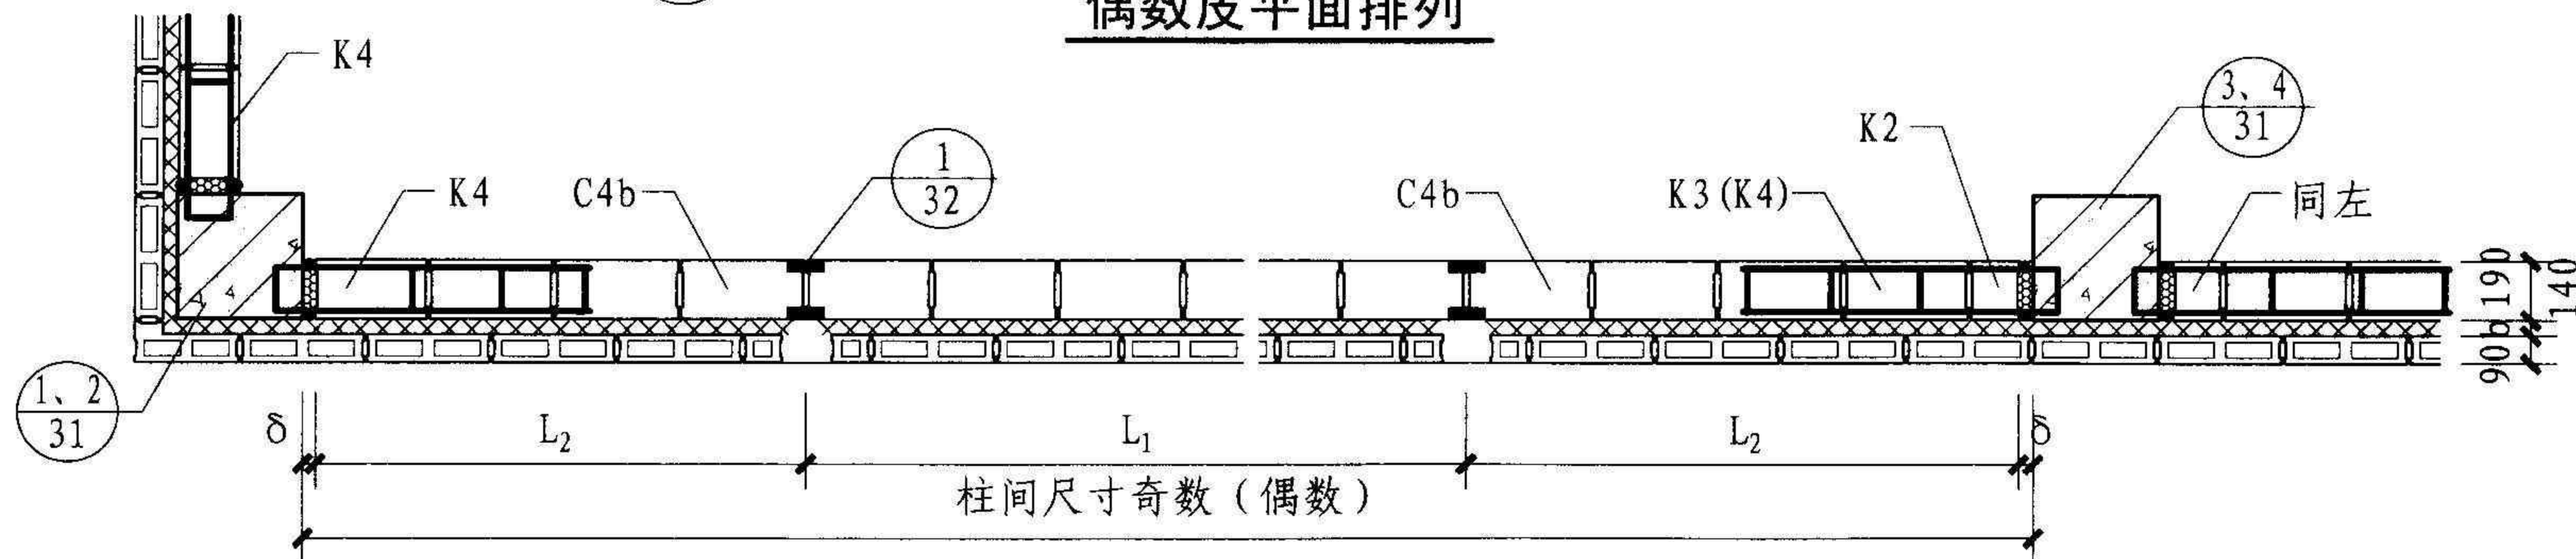 偶数皮平面排列
K4
K4
C4b
1
32
C4b
K3(K4)
K2
3、4
31
同左
1、2
31
90 b 190
140
δ
L₂
L₁
L₂
δ
柱间尺寸奇数(偶数)